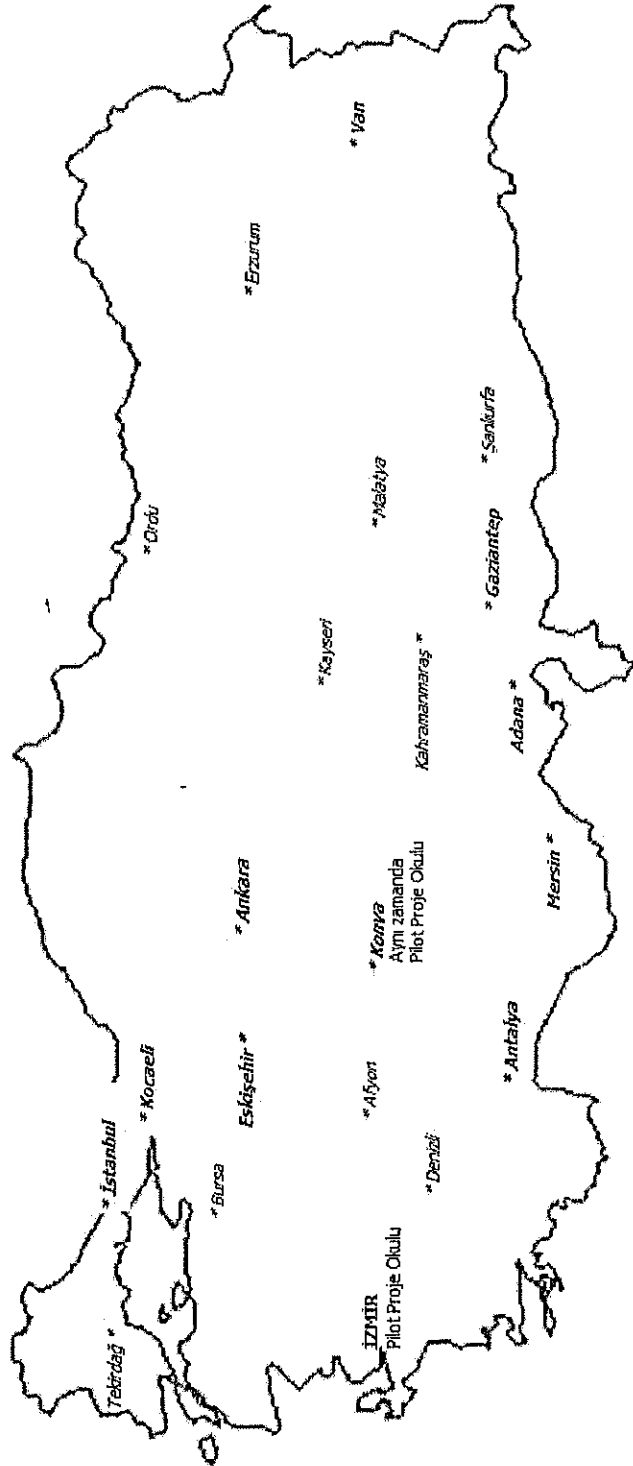 Tekirdağ *
* İstanbul
* Kocaeli
* Bursa
Eskişehir *
* Ankara
* Ordu
* Erzurum
* Van
* Kayseri
* Malatya
Kahramanmaraş *
* Gaziantep
* Şanlıurfa
Adana *
Mersin *
* Konya
Aynı zamanda
Pilot Proje Okulu
* Afyon
* Denizli
* Antalya
İZMİR
Pilot Proje Okulu